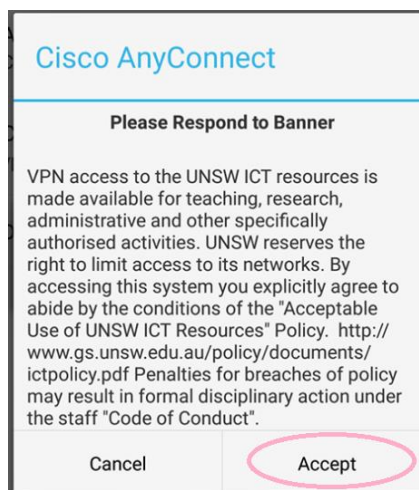 Cisco AnyConnect
Please Respond to Banner
VPN access to the UNSW ICT resources is
made available for teaching, research,
administrative and other specifically
authorised activities. UNSW reserves the
right to limit access to its networks. By
accessing this system you explicitly agree to
abide by the conditions of the "Acceptable
Use of UNSW ICT Resources" Policy.  http://
www.gs.unsw.edu.au/policy/documents/
ictpolicy.pdf Penalties for breaches of policy
may result in formal disciplinary action under
the staff "Code of Conduct".
Cancel Accept